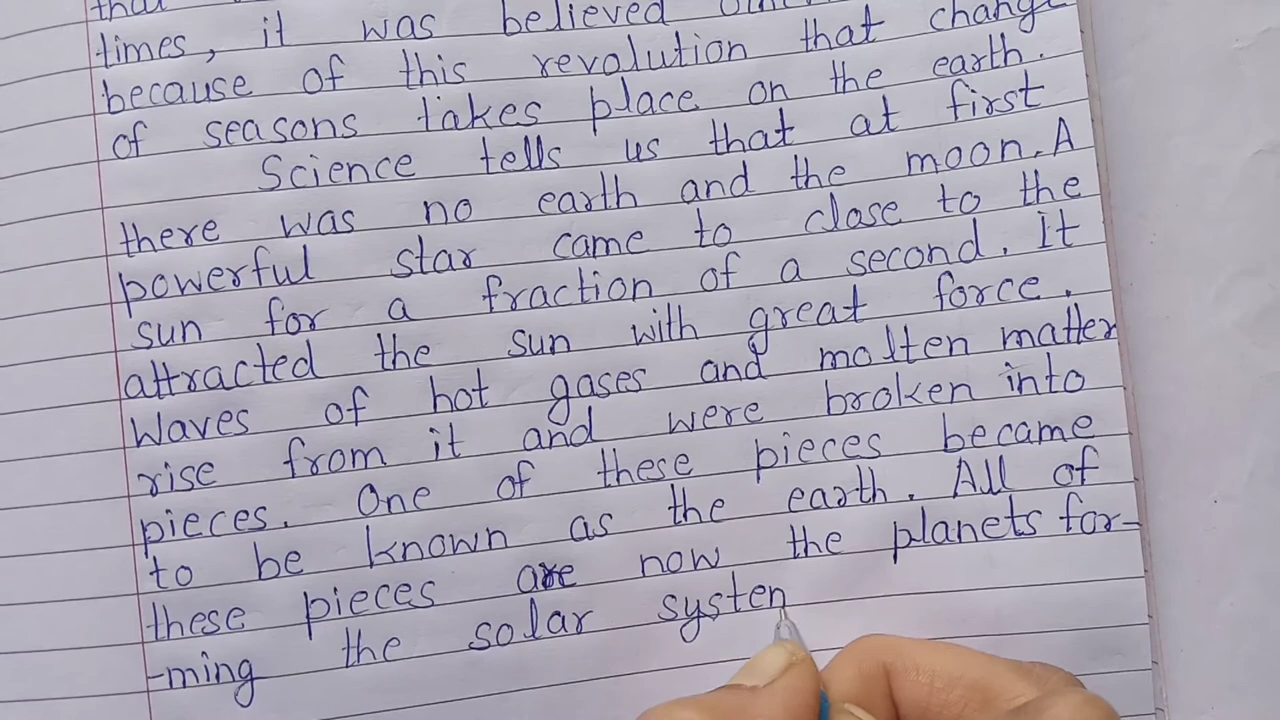 that
times, it was believed
because of this revolution that change
of seasons takes place on the earth.
Science tells us that at first
there was no earth and the moon. A
powerful star came to close to the
sun for a fraction of a second. It
attracted the sun with great force.
Waves of hot gases and molten matter
rise from it and were broken into
pieces. One of these pieces became
to be known as the earth. All of
these pieces are now the planets for-
-ming the solar systen